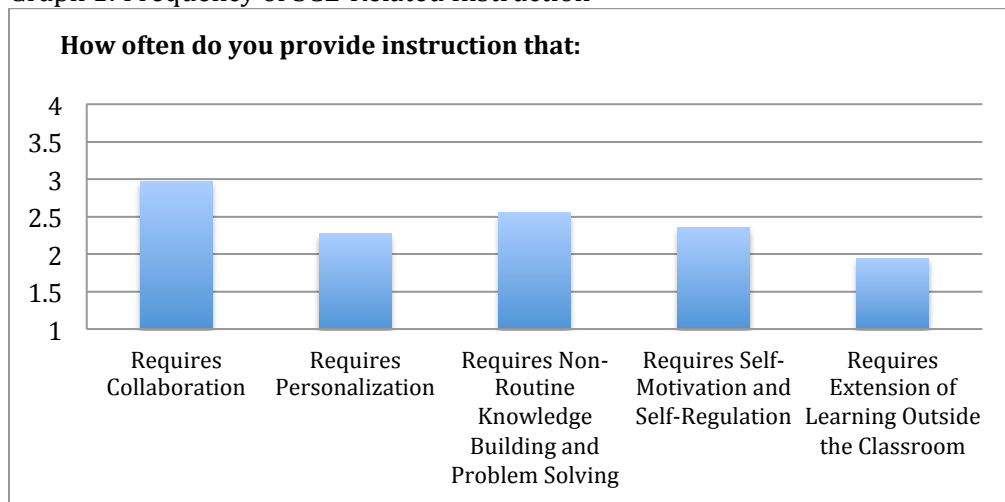 How often do you provide instruction that:
4
3.5
3
2.5
2
1.5
1
Requires
Collaboration
Requires
Personalization
Requires Non-
Routine
Knowledge
Building and
Problem Solving
Requires Self-
Motivation and
Self-Regulation
Requires
Extension of
Learning Outside
the Classroom